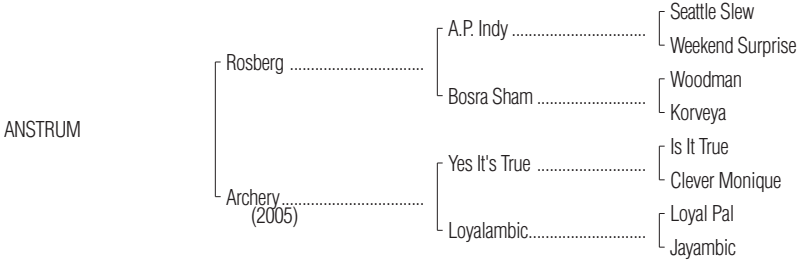 Seattle Slew
A.P. Indy ................................
Weekend Surprise
Rosberg ................................
Woodman
Bosra Sham ..........................
Korveya
ANSTRUM
Is It True
Yes It's True ..........................
Clever Monique
Archery..................................
(2005)
Loyal Pal
Loyalambic............................
Jayambic